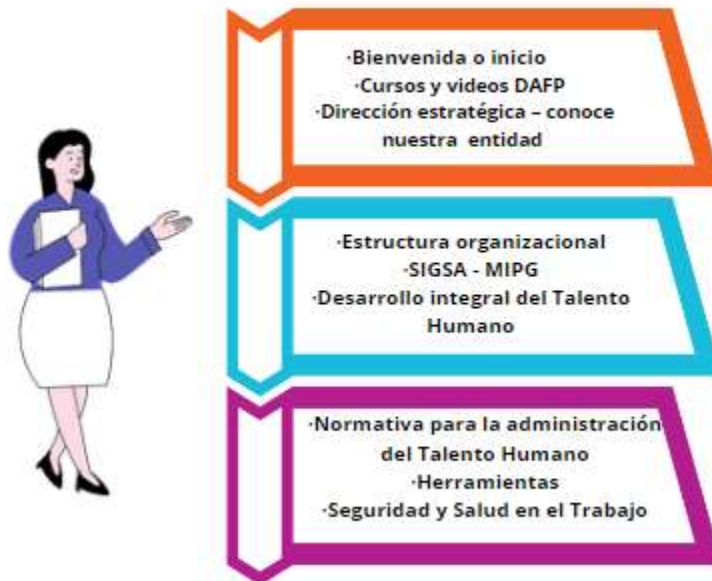 ·Bienvenida o inicio
·Cursos y videos DAFP
·Dirección estratégica – conoce
nuestra entidad
·Estructura organizacional
·SIGSA - MIPG
·Desarrollo integral del Talento
Humano
·Normativa para la administración
del Talento Humano
·Herramientas
·Seguridad y Salud en el Trabajo